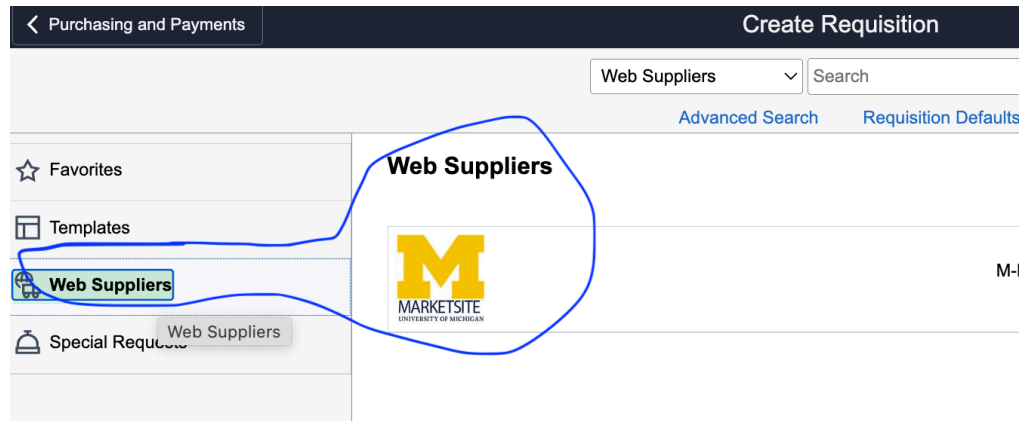 Purchasing and Payments
Create Requisition
Web Suppliers
Search
Advanced Search
Requisition Defaults
Favorites
Templates
Web Suppliers
Web Suppliers
Special Requests
Web Suppliers
M
MARKETSITE
UNIVERSITY OF MICHIGAN